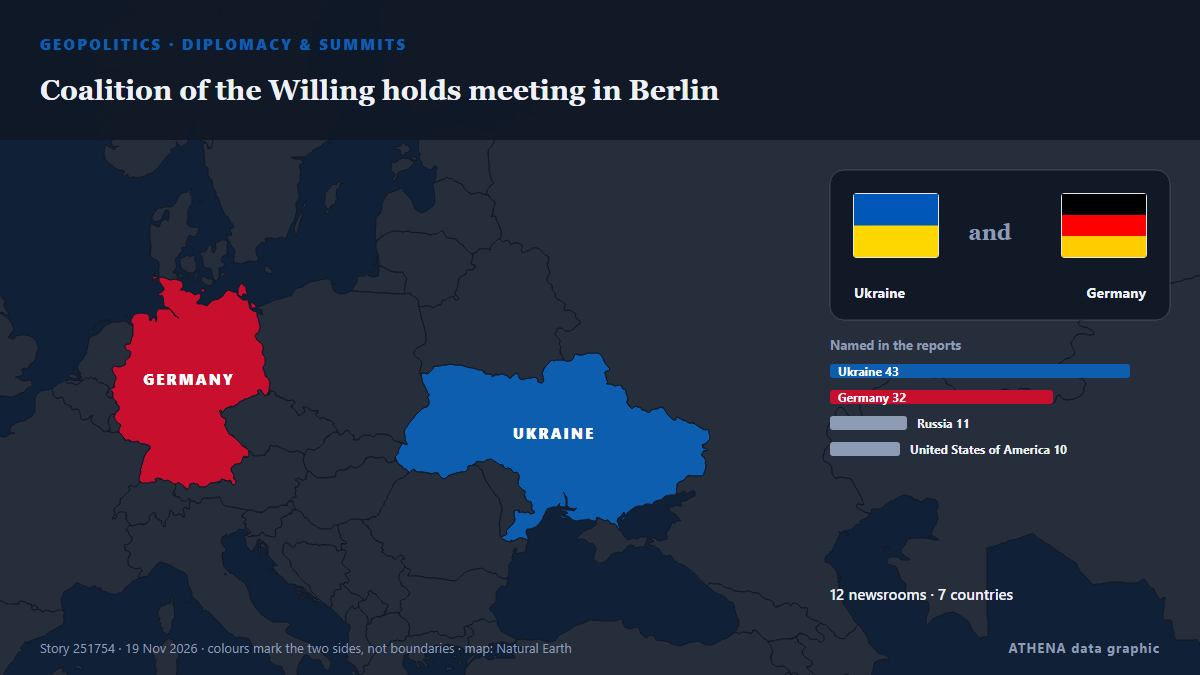 GEOPOLITICS · DIPLOMACY & SUMMITS
Coalition of the Willing holds meeting in Berlin
and
Ukraine
Germany
GERMANY
UKRAINE
Named in the reports
Ukraine 43
Germany 32
Russia 11
United States of America 10
12 newsrooms · 7 countries
Story 251754 · 19 Nov 2026 · colours mark the two sides, not boundaries · map: Natural Earth
ATHENA data graphic